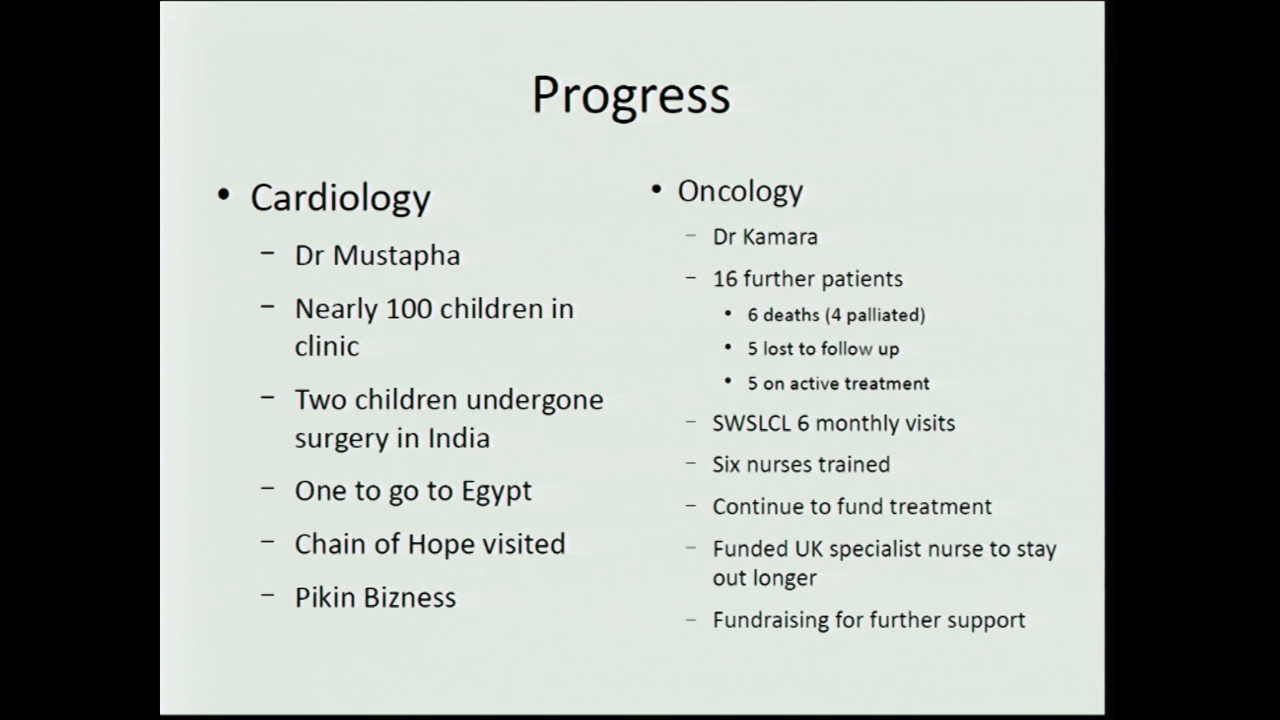 Progress
• Cardiology
– Dr Mustapha
– Nearly 100 children in
clinic
– Two children undergone
surgery in India
– One to go to Egypt
– Chain of Hope visited
– Pikin Bizness
• Oncology
– Dr Kamara
– 16 further patients
• 6 deaths (4 palliated)
• 5 lost to follow up
• 5 on active treatment
– SWSLCL 6 monthly visits
– Six nurses trained
– Continue to fund treatment
– Funded UK specialist nurse to stay
out longer
– Fundraising for further support